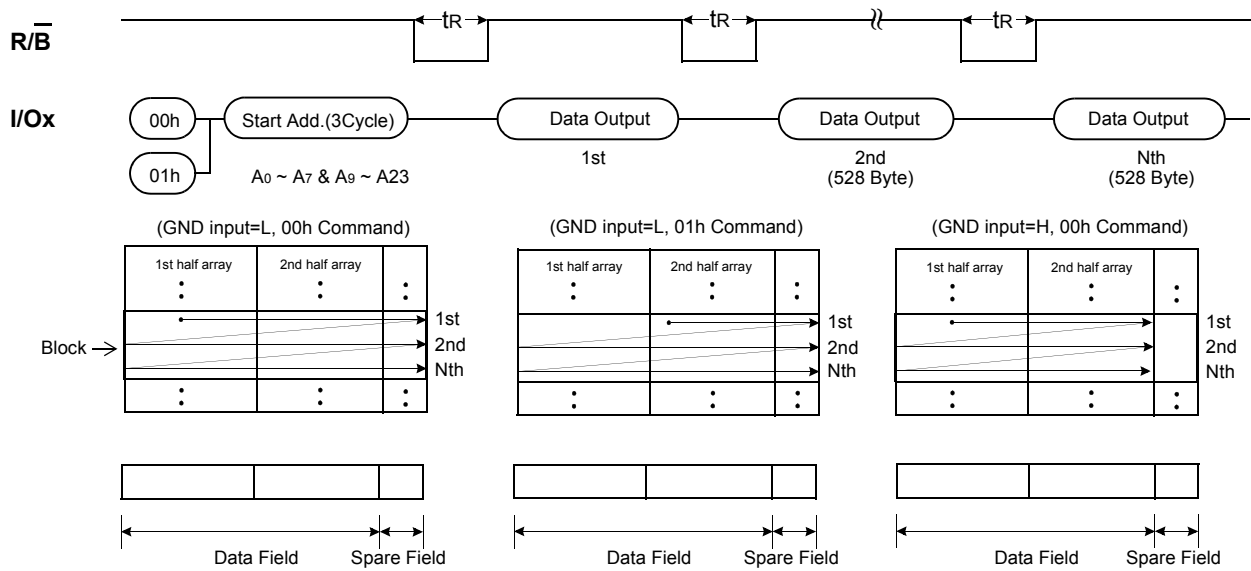 R/B
tR tR tR
I/Ox
00h Start Add.(3Cycle) Data Output Data Output Data Output
01h
A0 ~ A7 & A9 ~ A23
1st 2nd Nth
(528 Byte) (528 Byte)
(GND input=L, 00h Command) (GND input=L, 01h Command) (GND input=H, 00h Command)
1st half array 2nd half array 1st half array 2nd half array 1st half array 2nd half array
1st 1st 1st
Block 2nd 2nd 2nd
Nth Nth Nth
Data Field Spare Field Data Field Spare Field Data Field Spare Field